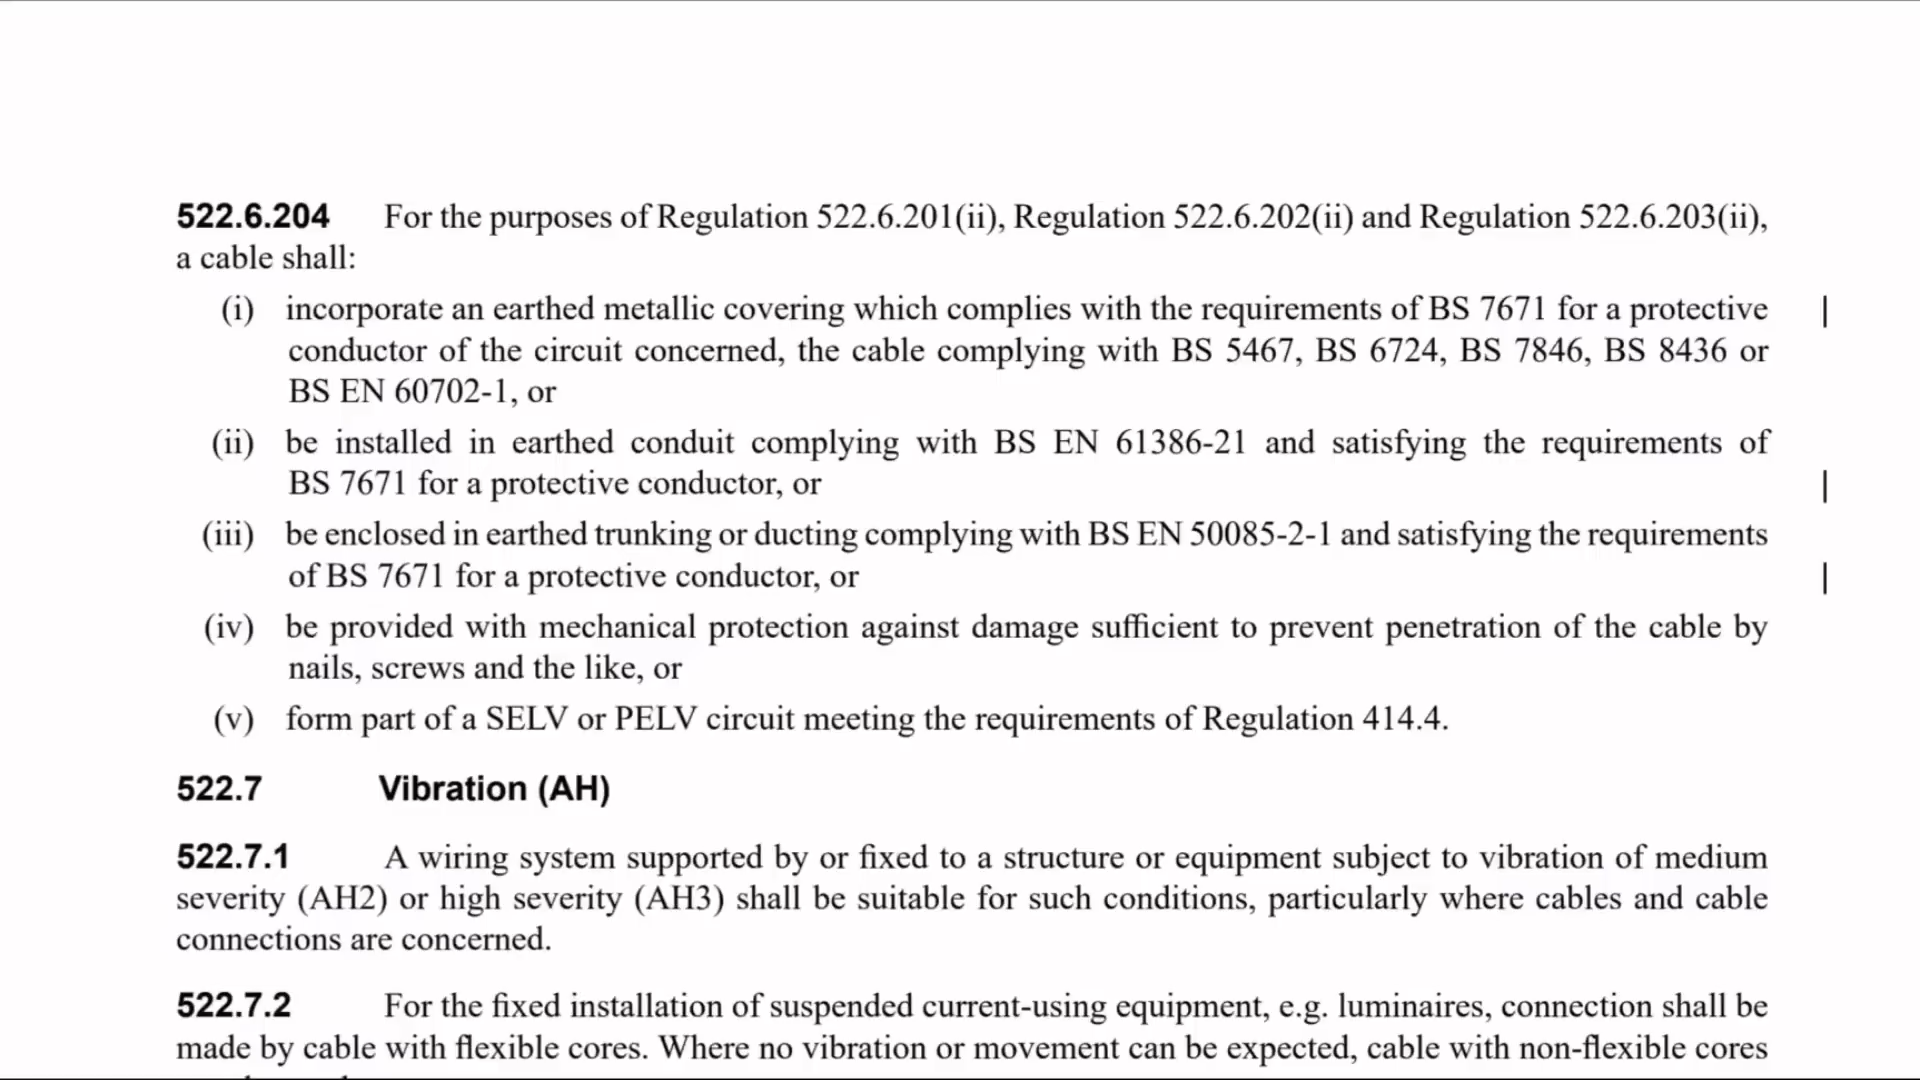 522.6.204 For the purposes of Regulation 522.6.201(ii), Regulation 522.6.202(ii) and Regulation 522.6.203(ii),
a cable shall:
(i) incorporate an earthed metallic covering which complies with the requirements of BS 7671 for a protective
conductor of the circuit concerned, the cable complying with BS 5467, BS 6724, BS 7846, BS 8436 or
BS EN 60702-1, or
(ii) be installed in earthed conduit complying with BS EN 61386-21 and satisfying the requirements of
BS 7671 for a protective conductor, or
(iii) be enclosed in earthed trunking or ducting complying with BS EN 50085-2-1 and satisfying the requirements
of BS 7671 for a protective conductor, or
(iv) be provided with mechanical protection against damage sufficient to prevent penetration of the cable by
nails, screws and the like, or
(v) form part of a SELV or PELV circuit meeting the requirements of Regulation 414.4.
522.7 Vibration (AH)
522.7.1 A wiring system supported by or fixed to a structure or equipment subject to vibration of medium
severity (AH2) or high severity (AH3) shall be suitable for such conditions, particularly where cables and cable
connections are concerned.
522.7.2 For the fixed installation of suspended current-using equipment, e.g. luminaires, connection shall be
made by cable with flexible cores. Where no vibration or movement can be expected, cable with non-flexible cores